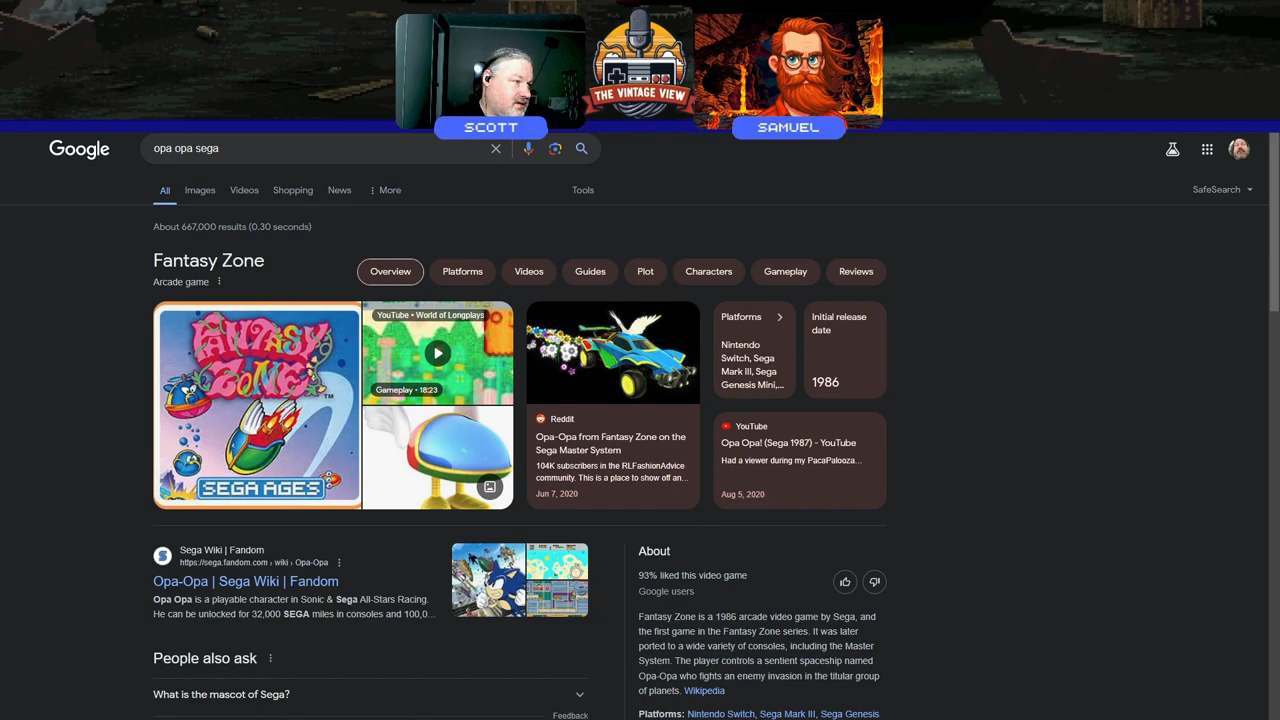 THE VINTAGE VIEW
SCOTT
SAMUEL
Google
opa opa sega
All
Images
Videos
Shopping
News
More
Tools
SafeSearch
About 667,000 results (0.30 seconds)
Fantasy Zone
Arcade game
Overview
Platforms
Videos
Guides
Plot
Characters
Gameplay
Reviews
FANTASY
ZONE
TM
SEGA AGES
YouTube • World of Longplays
Gameplay • 18:23
Reddit
Opa-Opa from Fantasy Zone on the
Sega Master System
104K subscribers in the RLFashionAdvice
community. This is a place to show off an...
Jun 7, 2020
Platforms
Nintendo
Switch, Sega
Mark III, Sega
Genesis Mini,...
Initial release
date
1986
YouTube
Opa Opa! (Sega 1987) - YouTube
Had a viewer during my PacaPalooza...
Aug 5, 2020
Sega Wiki | Fandom
https://sega.fandom.com › wiki › Opa-Opa
Opa-Opa | Sega Wiki | Fandom
Opa Opa is a playable character in Sonic & Sega All-Stars Racing.
He can be unlocked for 32,000 SEGA miles in consoles and 100,0...
People also ask
What is the mascot of Sega?
Feedback
About
93% liked this video game
Google users
Fantasy Zone is a 1986 arcade video game by Sega, and
the first game in the Fantasy Zone series. It was later
ported to a wide variety of consoles, including the Master
System. The player controls a sentient spaceship named
Opa-Opa who fights an enemy invasion in the titular group
of planets. Wikipedia
Platforms: Nintendo Switch, Sega Mark III, Sega Genesis